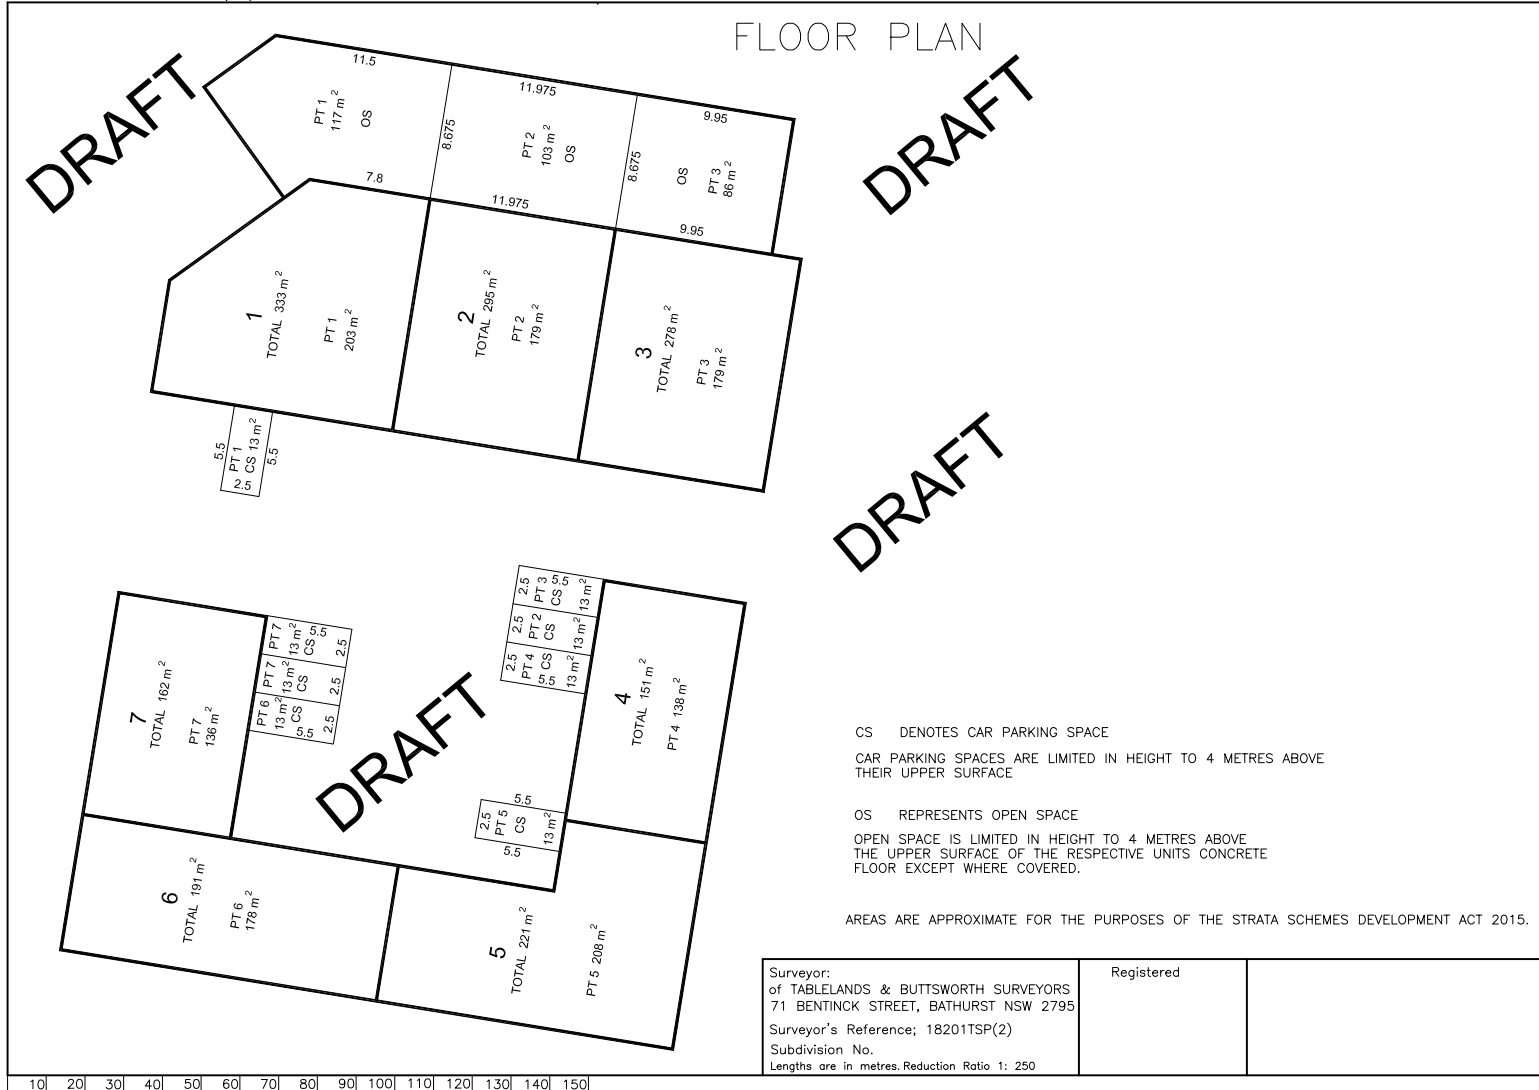 FLOOR PLAN
DRAFT
DRAFT
DRAFT
DRAFT
11.5
PT 1
117 m²
OS
8.675
7.8
11.975
PT 2
103 m²
OS
8.675
11.975
9.95
OS
PT 3
86 m²
9.95
1
TOTAL 333 m²
PT 1
203 m²
2
TOTAL 295 m²
PT 2
179 m²
3
TOTAL 278 m²
PT 3
179 m²
5.5
PT 1
CS 13 m²
5.5
2.5
7
TOTAL 162 m²
PT 7
136 m²
PT 7
13 m²
CS
5.5
2.5
PT 7
13 m²
CS
2.5
PT 6
13 m²
CS
5.5
2.5
2.5
PT 3
5.5
CS
13 m²
2.5
PT 2
CS
13 m²
2.5
PT 4
CS
5.5
13 m²
4
TOTAL 151 m²
PT 4 138 m²
5.5
2.5
PT 5
CS
13 m²
5.5
6
TOTAL 191 m²
PT 6
178 m²
5
TOTAL 221 m²
PT 5 208 m²
CS DENOTES CAR PARKING SPACE
CAR PARKING SPACES ARE LIMITED IN HEIGHT TO 4 METRES ABOVE
THEIR UPPER SURFACE
OS REPRESENTS OPEN SPACE
OPEN SPACE IS LIMITED IN HEIGHT TO 4 METRES ABOVE
THE UPPER SURFACE OF THE RESPECTIVE UNITS CONCRETE
FLOOR EXCEPT WHERE COVERED.
AREAS ARE APPROXIMATE FOR THE PURPOSES OF THE STRATA SCHEMES DEVELOPMENT ACT 2015.
Surveyor:
of TABLELANDS & BUTTSWORTH SURVEYORS
71 BENTINCK STREET, BATHURST NSW 2795
Surveyor's Reference; 18201TSP(2)
Subdivision No.
Lengths are in metres. Reduction Ratio 1: 250
Registered
10 20 30 40 50 60 70 80 90 100 110 120 130 140 150